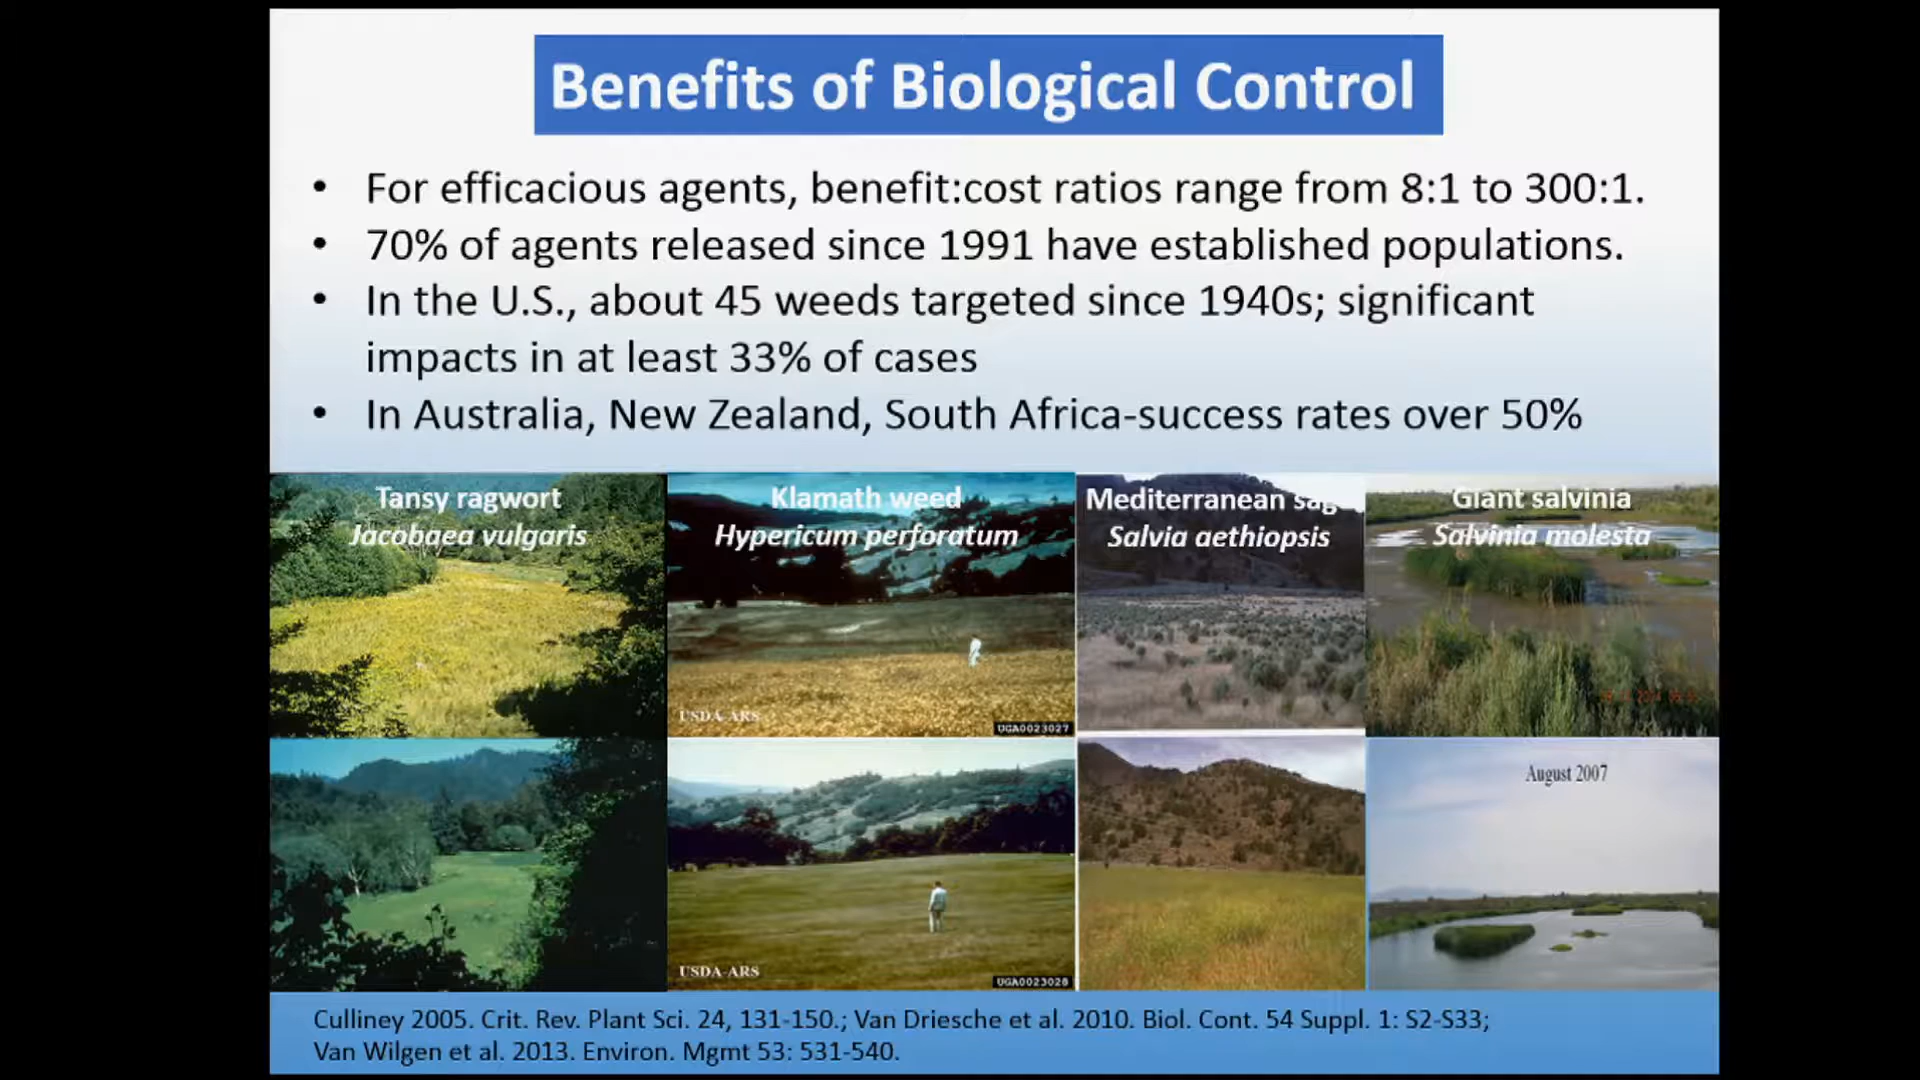 Benefits of Biological Control
• For efficacious agents, benefit:cost ratios range from 8:1 to 300:1.
• 70% of agents released since 1991 have established populations.
• In the U.S., about 45 weeds targeted since 1940s; significant
impacts in at least 33% of cases
• In Australia, New Zealand, South Africa-success rates over 50%
Tansy ragwort
Jacobaea vulgaris
Klamath weed
Hypericum perforatum
Mediterranean sag
Salvia aethiopsis
Giant salvinia
Salvinia molesta
USDA-ARS
UGA0023027
August 2007
USDA-ARS
UGA0023028
Culliney 2005. Crit. Rev. Plant Sci. 24, 131-150.; Van Driesche et al. 2010. Biol. Cont. 54 Suppl. 1: S2-S33;
Van Wilgen et al. 2013. Environ. Mgmt 53: 531-540.